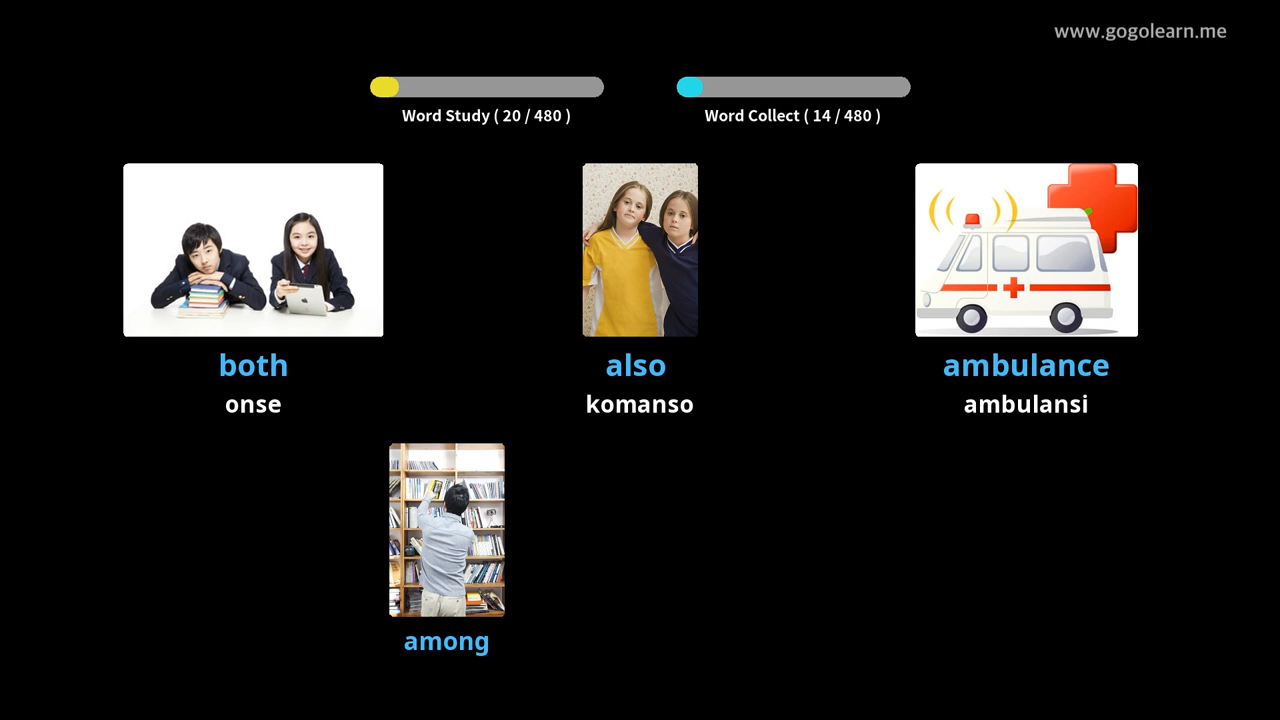 www.gogolearn.me
Word Study ( 20 / 480 )
Word Collect ( 14 / 480 )
both
also
ambulance
onse
komanso
ambulansi
among